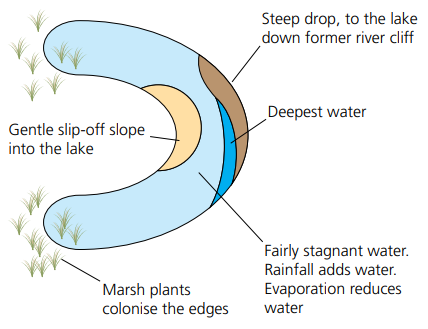 Steep drop, to the lake
down former river cliff
Deepest water
Gentle slip-off slope
into the lake
Fairly stagnant water.
Rainfall adds water.
Evaporation reduces
water
Marsh plants
colonise the edges